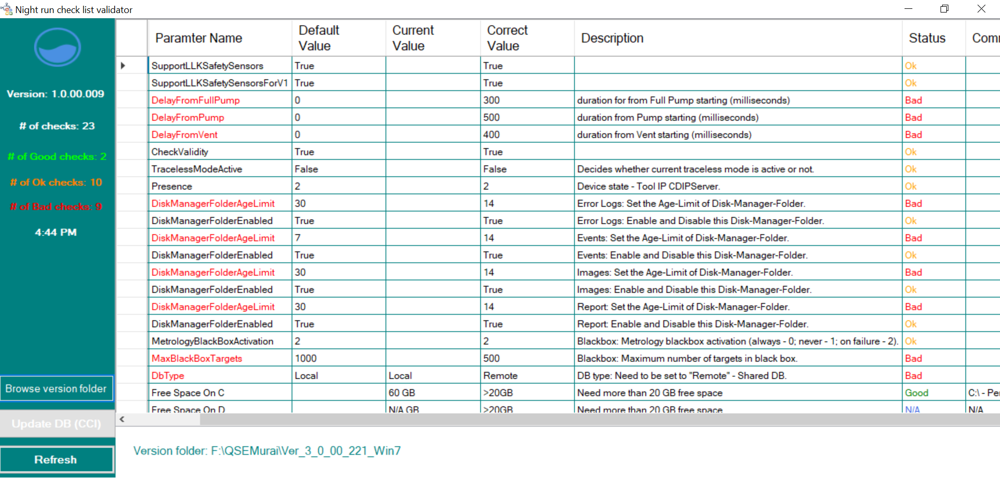 Night run check list validator
Version: 1.0.00.009
# of checks: 23
# of Good checks: 2
# of Ok checks: 10
# of Bad checks: 9
4:44 PM
Browse version folder
Update DB (CCI)
Refresh
Paramter Name Default Value Current Value Correct Value Description Status Comm
SupportLLKSafetySensors True True Ok
SupportLLKSafetySensorsForV1 True True Ok
DelayFromFullPump 0 300 duration for from Full Pump starting (milliseconds) Bad
DelayFromPump 0 500 duration from Pump starting (milliseconds) Bad
DelayFromVent 0 400 duration from Vent starting (milliseconds) Bad
CheckValidity True True Ok
TracelessModeActive False False Decides whether current traceless mode is active or not. Ok
Presence 2 2 Device state - Tool IP CDIPServer. Ok
DiskManagerFolderAgeLimit 30 14 Error Logs: Set the Age-Limit of Disk-Manager-Folder. Bad
DiskManagerFolderEnabled True True Error Logs: Enable and Disable this Disk-Manager-Folder. Ok
DiskManagerFolderAgeLimit 7 14 Events: Set the Age-Limit of Disk-Manager-Folder. Bad
DiskManagerFolderEnabled True True Events: Enable and Disable this Disk-Manager-Folder. Ok
DiskManagerFolderAgeLimit 30 14 Images: Set the Age-Limit of Disk-Manager-Folder. Bad
DiskManagerFolderEnabled True True Images: Enable and Disable this Disk-Manager-Folder. Ok
DiskManagerFolderAgeLimit 30 14 Report: Set the Age-Limit of Disk-Manager-Folder. Bad
DiskManagerFolderEnabled True True Report: Enable and Disable this Disk-Manager-Folder. Ok
MetrologyBlackBoxActivation 2 2 Blackbox: Metrology blackbox activation (always - 0; never - 1; on failure - 2). Ok
MaxBlackBoxTargets 1000 500 Blackbox: Maximum number of targets in black box. Bad
DbType Local Local Remote DB type: Need to be set to "Remote" - Shared DB. Bad
Free Space On C 60 GB >20GB Need more than 20 GB free space Good C:\ - Per
Free Space On D N/A GB >20GB Need more than 20 GB free space N/A N/A
Version folder: F:\QSEMurai\Ver_3_0_00_221_Win7